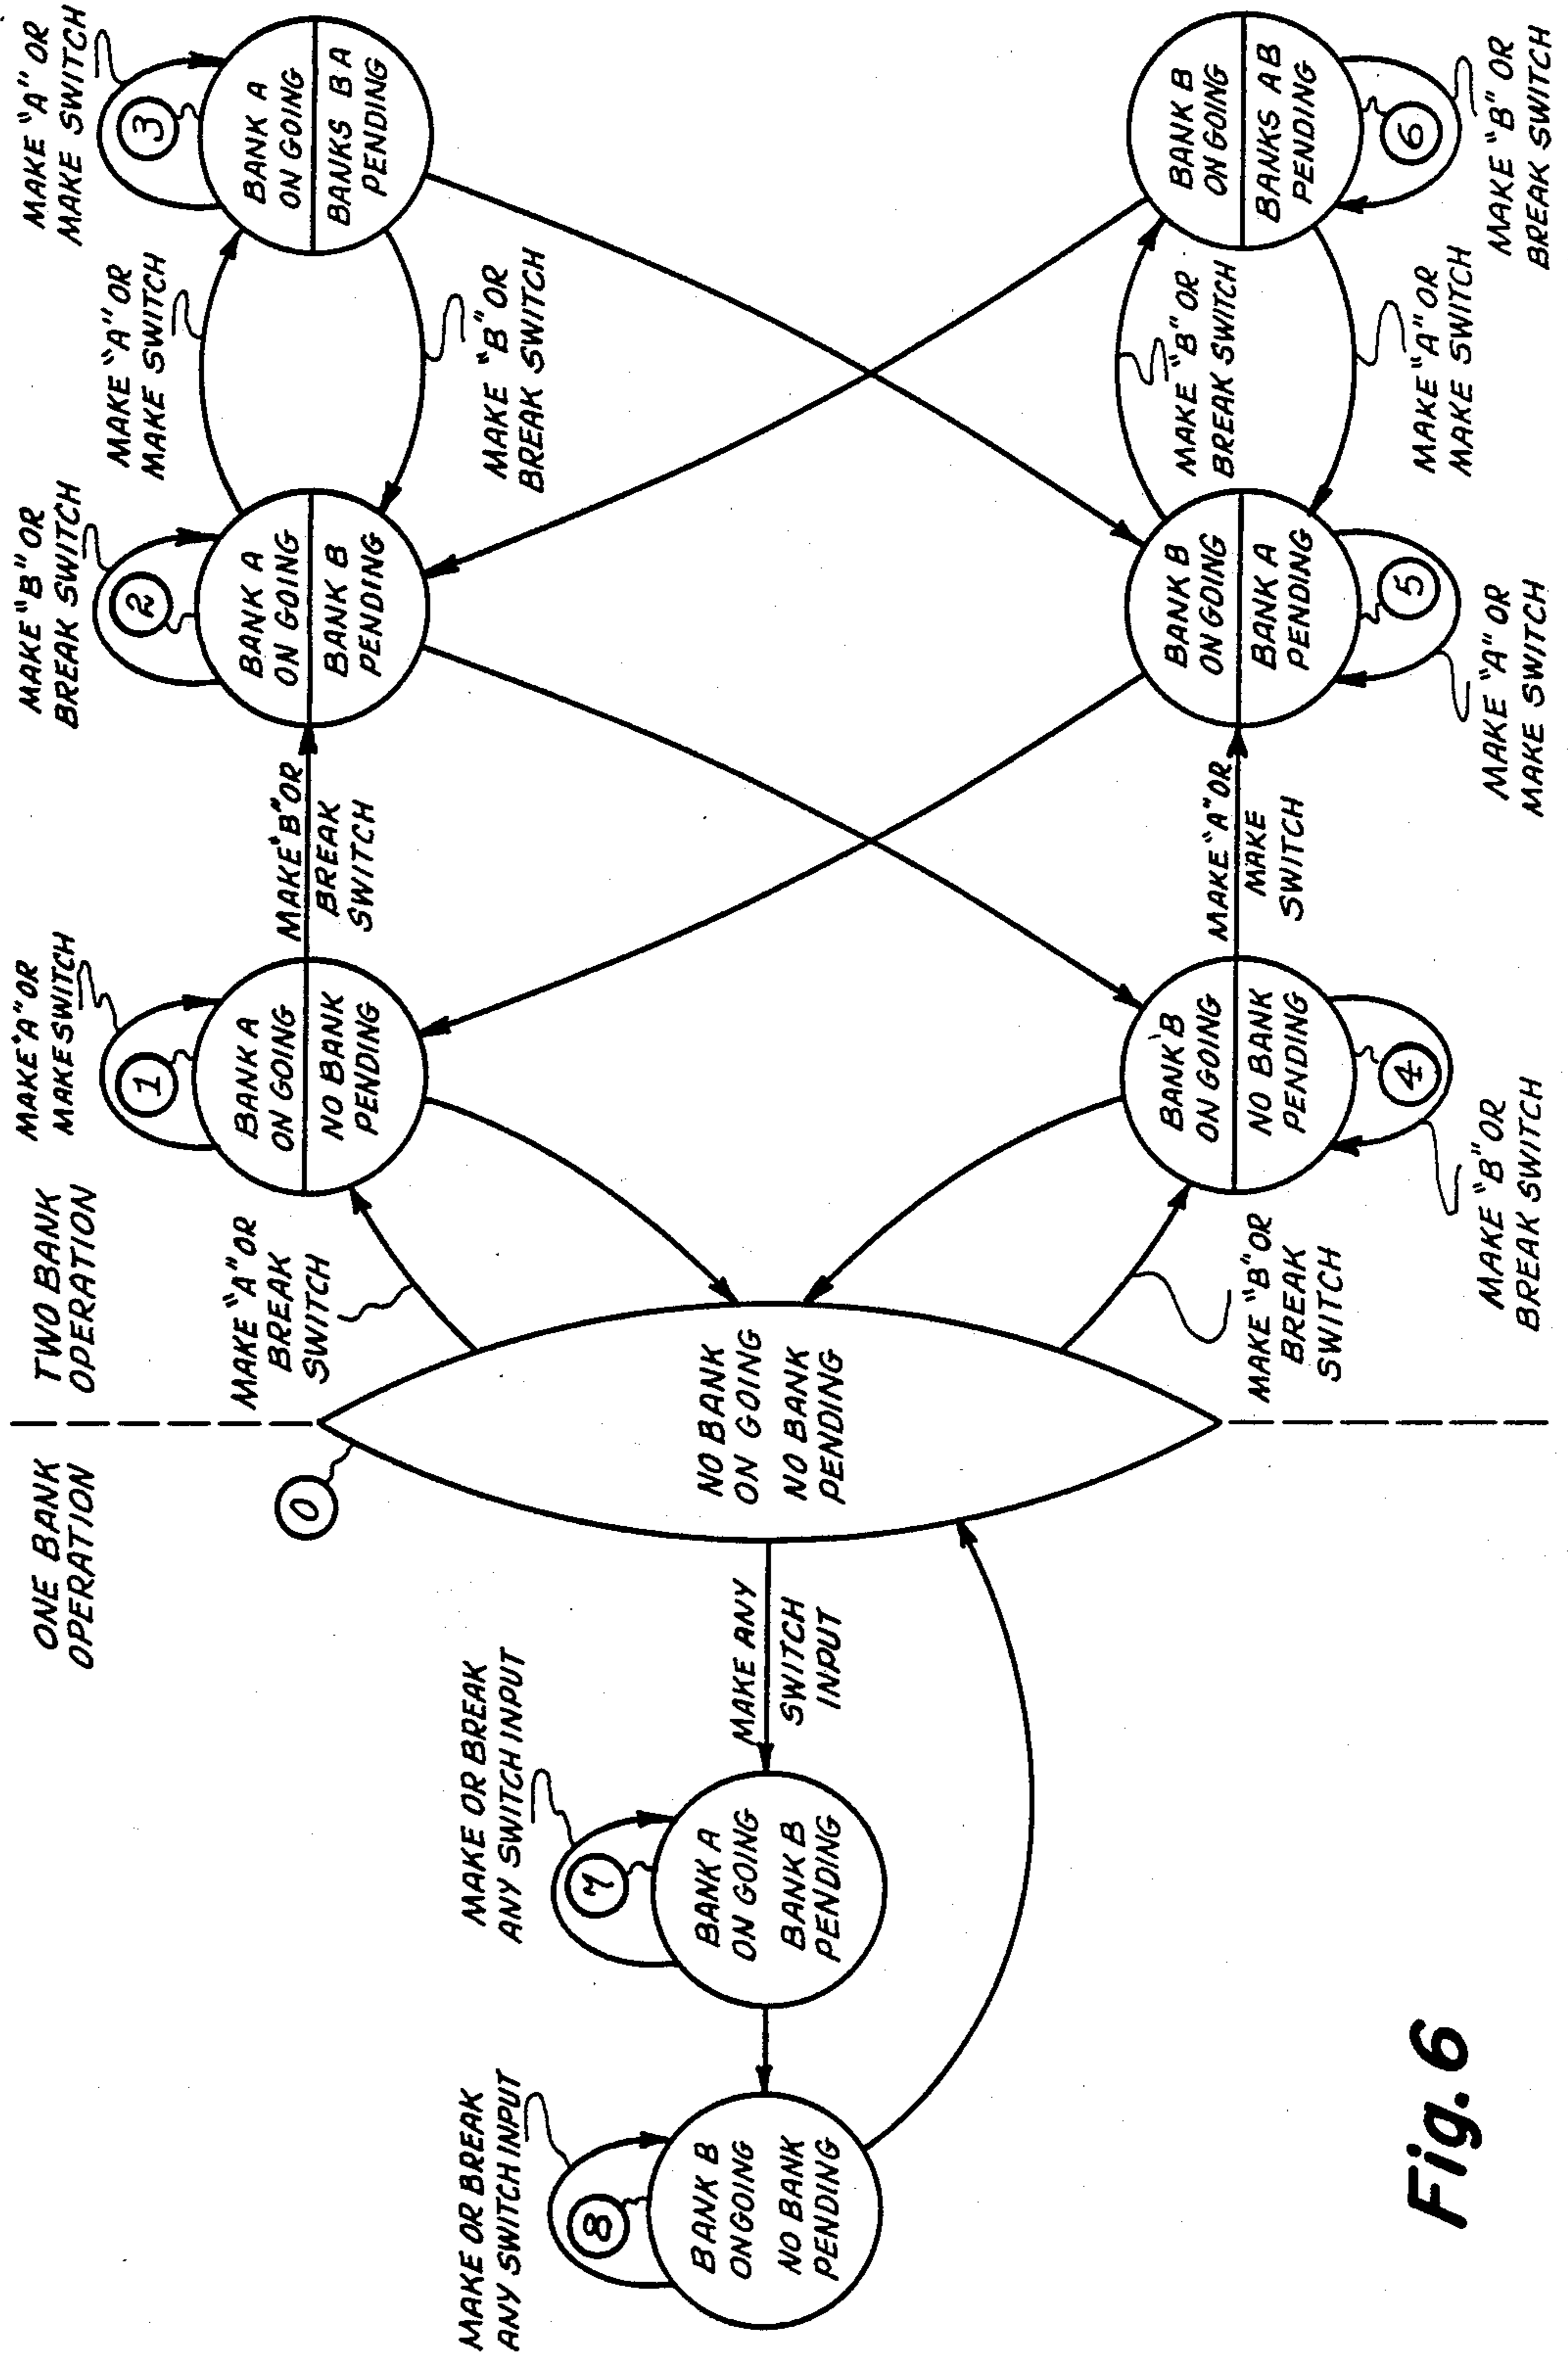 ONE BANK
OPERATION
TWO BANK
OPERATION
0
NO BANK
ON GOING
NO BANK
PENDING
MAKE ANY
SWITCH
INPUT
MAKE OR BREAK
ANY SWITCH INPUT
7
BANK A
ON GOING
BANK B
PENDING
MAKE OR BREAK
ANY SWITCH INPUT
8
BANK B
ONGOING
NO BANK
PENDING
MAKE "A" OR
BREAK
SWITCH
MAKE "A" OR
MAKE SWITCH
1
BANK A
ON GOING
NO BANK
PENDING
MAKE "B" OR
BREAK
SWITCH
MAKE "B" OR
BREAK SWITCH
2
BANK A
ON GOING
BANK B
PENDING
MAKE "A" OR
MAKE SWITCH
MAKE "B" OR
BREAK SWITCH
MAKE "A" OR
MAKE SWITCH
3
BANK A
ON GOING
BANKS B A
PENDING
MAKE "B" OR
BREAK
SWITCH
BANK B
ON GOING
NO BANK
PENDING
4
MAKE "B" OR
BREAK SWITCH
MAKE "A" OR
MAKE
SWITCH
BANK B
ON GOING
BANK A
PENDING
5
MAKE "A" OR
MAKE SWITCH
MAKE "B" OR
BREAK SWITCH
MAKE "A" OR
MAKE SWITCH
BANK B
ON GOING
BANKS AB
PENDING
6
MAKE "B" OR
BREAK SWITCH
Fig. 6